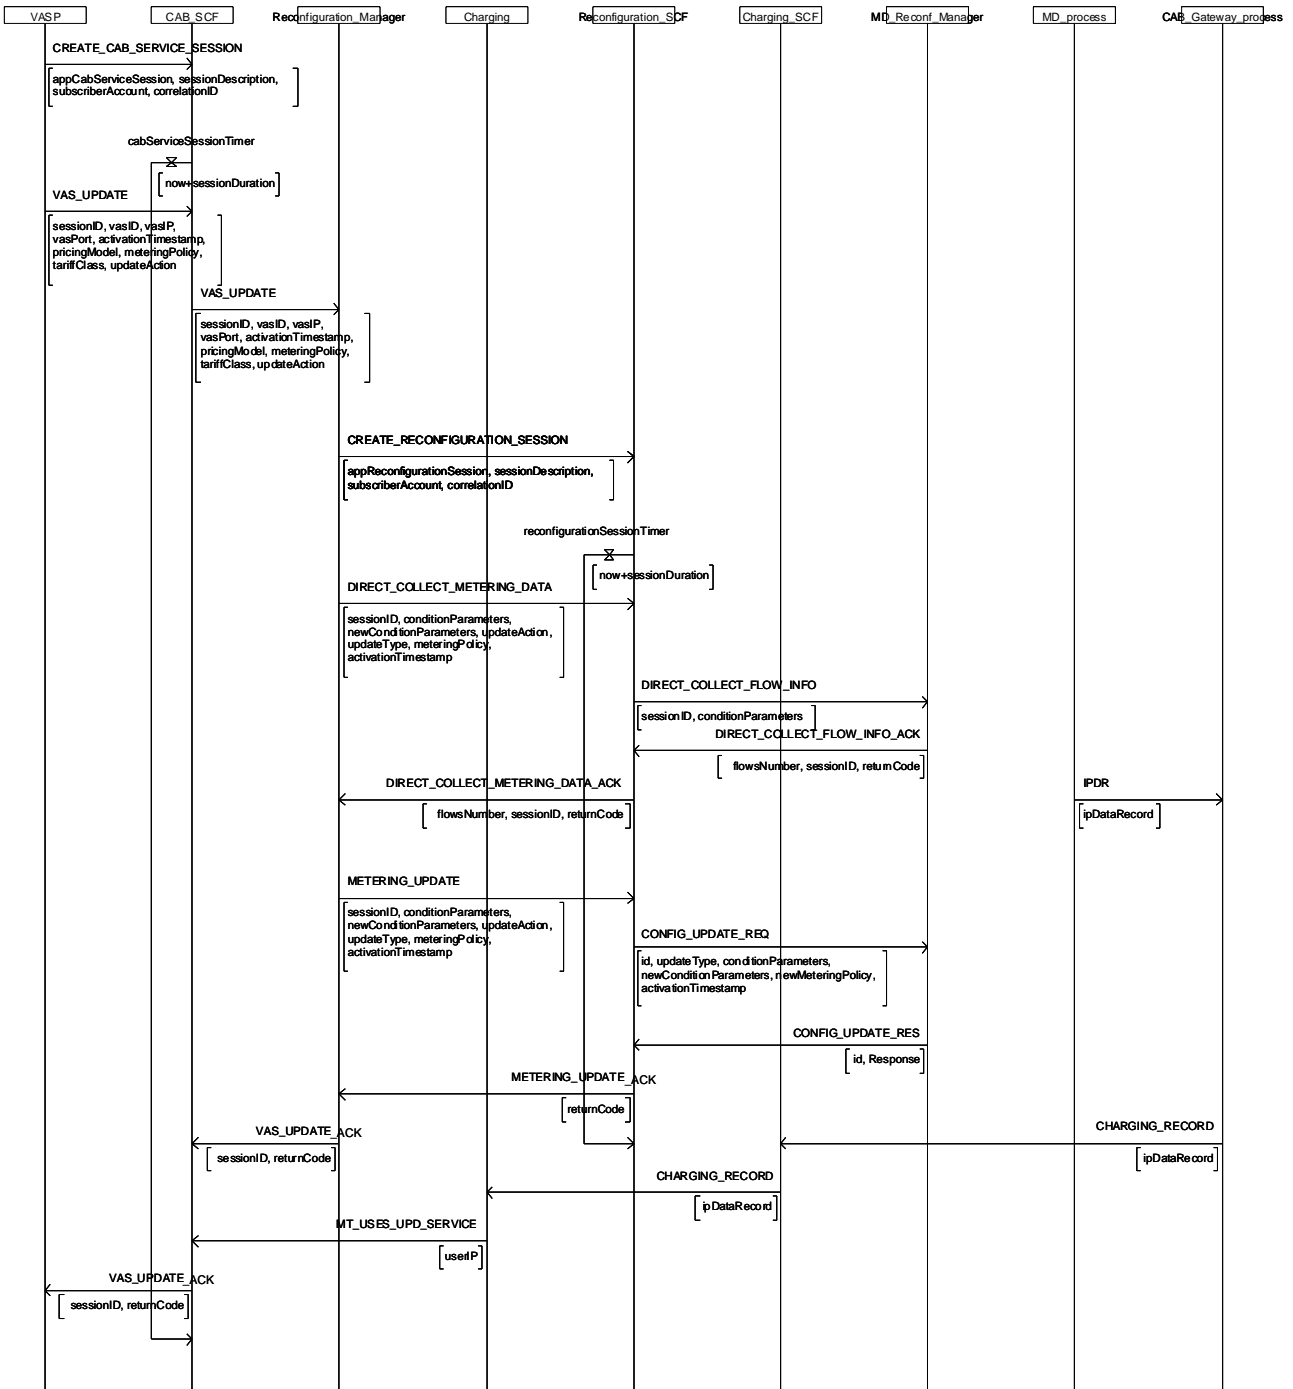 VASP
CAB_SCF
Reconfiguration_Manager
Charging
Reconfiguration_SCF
Charging_SCF
MD_Reconf_Manager
MD_process
CAB_Gateway_process
CREATE_CAB_SERVICE_SESSION
appCabServiceSession, sessionDescription,
subscriberAccount, correlationID
cabServiceSessionTimer
now+sessionDuration
VAS_UPDATE
sessionID, vasID, vasIP,
vasPort, activationTimestamp,
pricingModel, meteringPolicy,
tariffClass, updateAction
VAS_UPDATE
sessionID, vasID, vasIP,
vasPort, activationTimestamp,
pricingModel, meteringPolicy,
tariffClass, updateAction
CREATE_RECONFIGURATION_SESSION
appReconfigurationSession, sessionDescription,
subscriberAccount, correlationID
reconfigurationSessionTimer
now+sessionDuration
DIRECT_COLLECT_METERING_DATA
sessionID, conditionParameters,
newConditionParameters, updateAction,
updateType, meteringPolicy,
activationTimestamp
DIRECT_COLLECT_FLOW_INFO
sessionID, conditionParameters
DIRECT_COLLECT_FLOW_INFO_ACK
flowsNumber, sessionID, returnCode
DIRECT_COLLECT_METERING_DATA_ACK
flowsNumber, sessionID, returnCode
IPDR
ipDataRecord
METERING_UPDATE
sessionID, conditionParameters,
newConditionParameters, updateAction,
updateType, meteringPolicy,
activationTimestamp
CONFIG_UPDATE_REQ
id, updateType, conditionParameters,
newConditionParameters, newMeteringPolicy,
activationTimestamp
CONFIG_UPDATE_RES
id, Response
METERING_UPDATE_ACK
returnCode
VAS_UPDATE_ACK
sessionID, returnCode
CHARGING_RECORD
ipDataRecord
CHARGING_RECORD
ipDataRecord
MT_USES_UPD_SERVICE
userIP
VAS_UPDATE_ACK
sessionID, returnCode